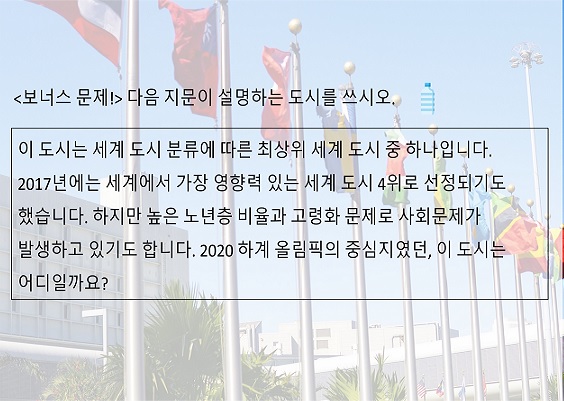 <보너스 문제!> 다음 지문이 설명하는 도시를 쓰시오.
이 도시는 세계 도시 분류에 따른 최상위 세계 도시 중 하나입니다.
2017년에는 세계에서 가장 영향력 있는 세계 도시 4위로 선정되기도
했습니다. 하지만 높은 노년층 비율과 고령화 문제로 사회문제가
발생하고 있기도 합니다. 2020 하계 올림픽의 중심지였던, 이 도시는
어디일까요?